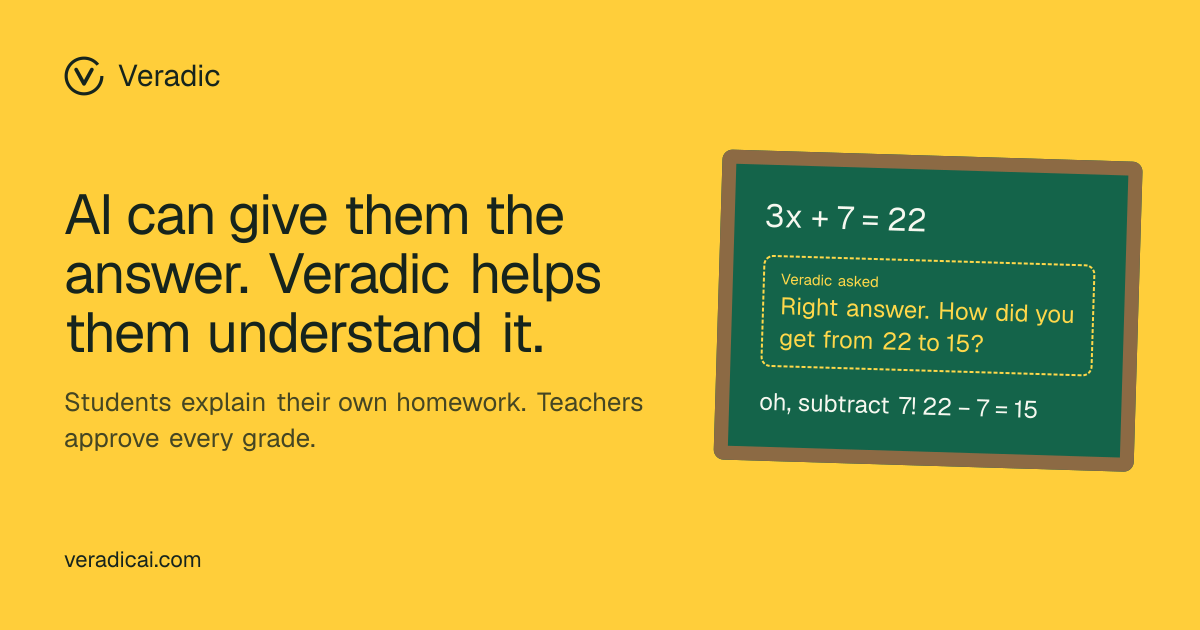 Veradic
AI can give them the
answer. Veradic helps
them understand it.
Students explain their own homework. Teachers
approve every grade.
3x + 7 = 22
Veradic asked
Right answer. How did you
get from 22 to 15?
oh, subtract 7! 22 – 7 = 15
veradicai.com